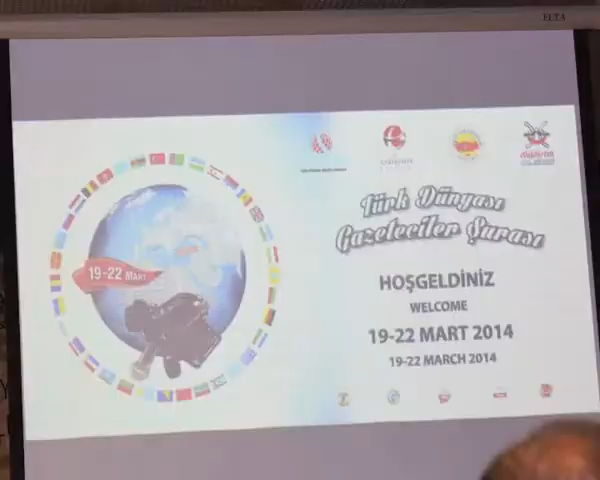 Türk Dünyası
Gazeteciler Şurası
19-22 MART
HOŞGELDİNİZ
WELCOME
19-22 MART 2014
19-22 MARCH 2014